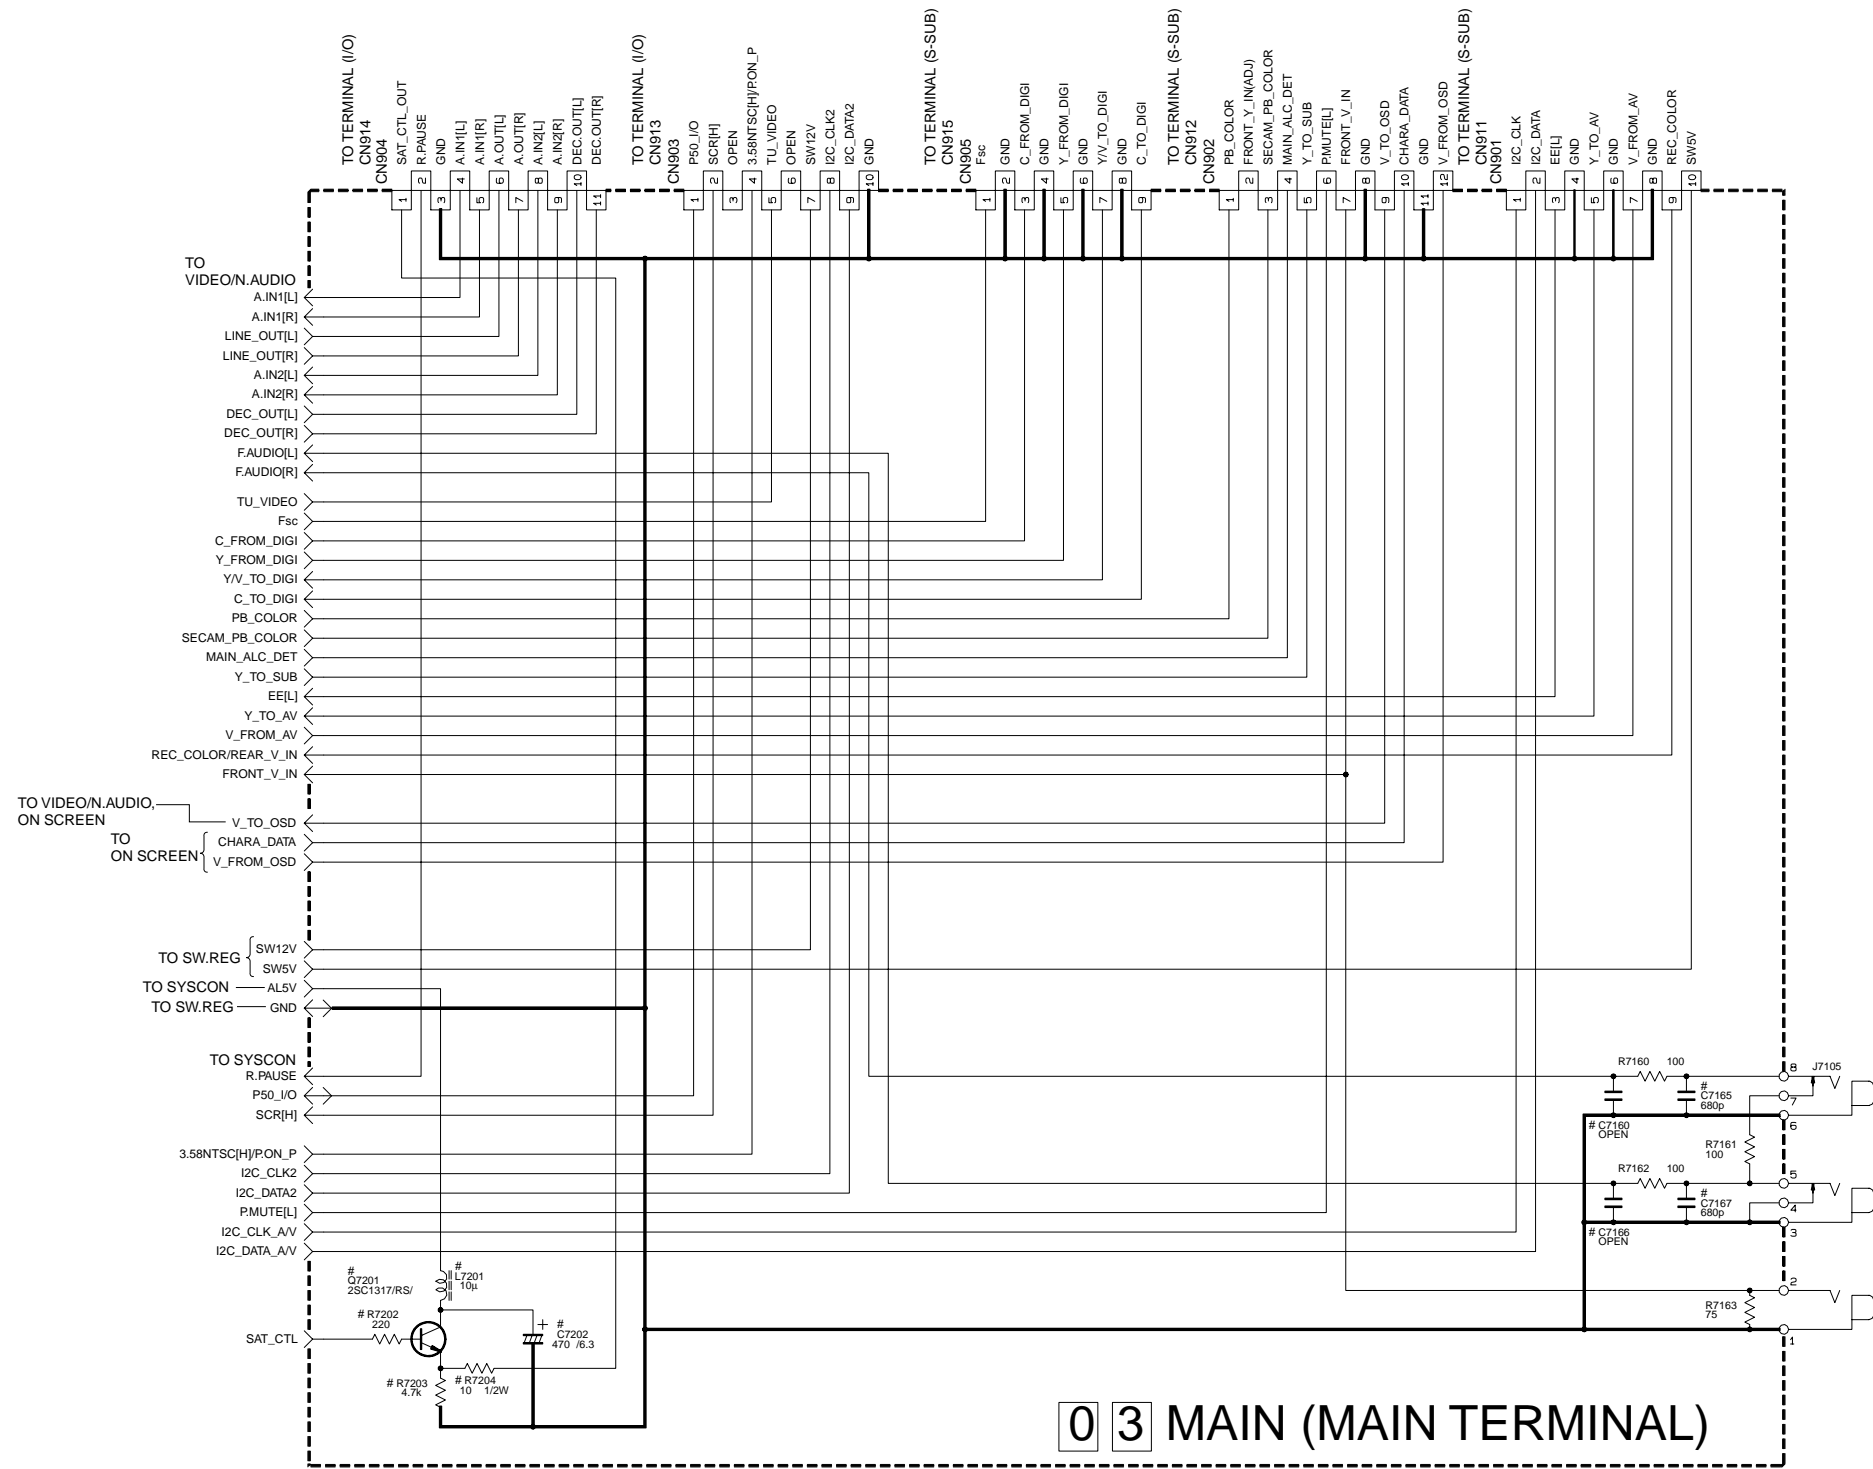 TO TERMINAL (I/O)
CN914
CN904
SAT_CTL_OUT
R.PAUSE
GND
A.IN1[L]
A.IN1[R]
A.OUT[L]
A.OUT[R]
A.IN2[L]
A.IN2[R]
DEC.OUT[L]
DEC.OUT[R]
1 2 3 4 5 6 7 8 9 10 11
TO TERMINAL (I/O)
CN913
CN903
P50_I/O
SCR[H]
OPEN
3.58NTSC[H]/P.ON_P
TU_VIDEO
OPEN
SW12V
I2C_CLK2
I2C_DATA2
GND
1 2 3 4 5 6 7 8 9 10
TO TERMINAL (S-SUB)
CN915
CN905
Fsc
GND
C_FROM_DIGI
GND
Y_FROM_DIGI
GND
Y/V_TO_DIGI
GND
C_TO_DIGI
1 2 3 4 5 6 7 8 9
TO TERMINAL (S-SUB)
CN912
CN902
PB_COLOR
FRONT_Y_IN(ADJ)
SECAM_PB_COLOR
MAIN_ALC_DET
Y_TO_SUB
P.MUTE[L]
FRONT_V_IN
GND
V_TO_OSD
CHARA_DATA
GND
V_FROM_OSD
1 2 3 4 5 6 7 8 9 10 11 12
TO TERMINAL (S-SUB)
CN911
CN901
I2C_CLK
I2C_DATA
EE[L]
GND
Y_TO_AV
GND
V_FROM_AV
GND
REC_COLOR
SW5V
1 2 3 4 5 6 7 8 9 10
TO
VIDEO/N.AUDIO
A.IN1[L]
A.IN1[R]
LINE_OUT[L]
LINE_OUT[R]
A.IN2[L]
A.IN2[R]
DEC_OUT[L]
DEC_OUT[R]
F.AUDIO[L]
F.AUDIO[R]
TU_VIDEO
Fsc
C_FROM_DIGI
Y_FROM_DIGI
Y/V_TO_DIGI
C_TO_DIGI
PB_COLOR
SECAM_PB_COLOR
MAIN_ALC_DET
Y_TO_SUB
EE[L]
Y_TO_AV
V_FROM_AV
REC_COLOR/REAR_V_IN
FRONT_V_IN
TO VIDEO/N.AUDIO,
ON SCREEN
V_TO_OSD
TO
ON SCREEN
CHARA_DATA
V_FROM_OSD
TO SW.REG
SW12V
SW5V
TO SYSCON AL5V
TO SW.REG GND
TO SYSCON
R.PAUSE
P50_I/O
SCR[H]
3.58NTSC[H]/P.ON_P
I2C_CLK2
I2C_DATA2
P.MUTE[L]
I2C_CLK_A/V
I2C_DATA_A/V
SAT_CTL
#
Q7201
2SC1317/RS/
#
L7201
10μ
# R7202
220
#
C7202
470 /6.3
# R7203
4.7k
# R7204
10 1/2W
R7160 100
#
C7165
680p
# C7160
OPEN
R7161
100
R7162 100
#
C7167
680p
# C7166
OPEN
R7163
75
J7105
8
7
6
5
4
3
2
1
0 3 MAIN (MAIN TERMINAL)